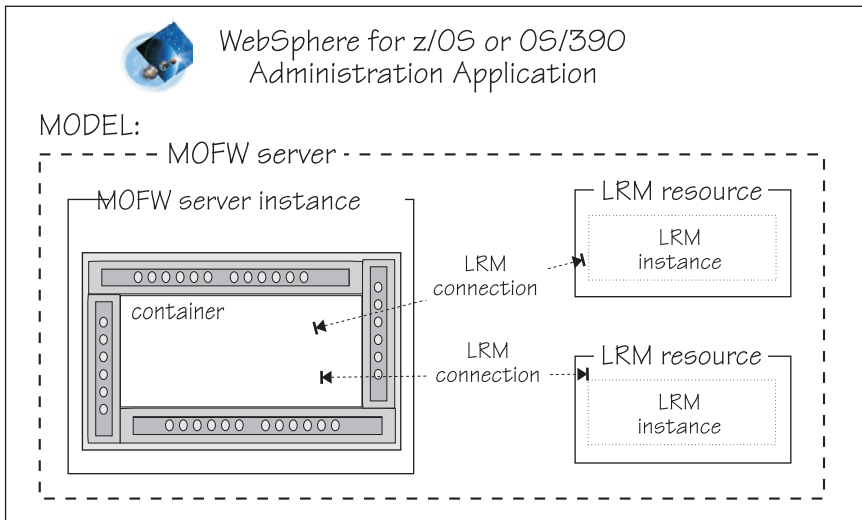 WebSphere for z/OS or OS/390
Administration Application
MODEL:
MOFW server
MOFW server instance
container
LRM
connection
LRM
connection
LRM resource
LRM
instance
LRM resource
LRM
instance